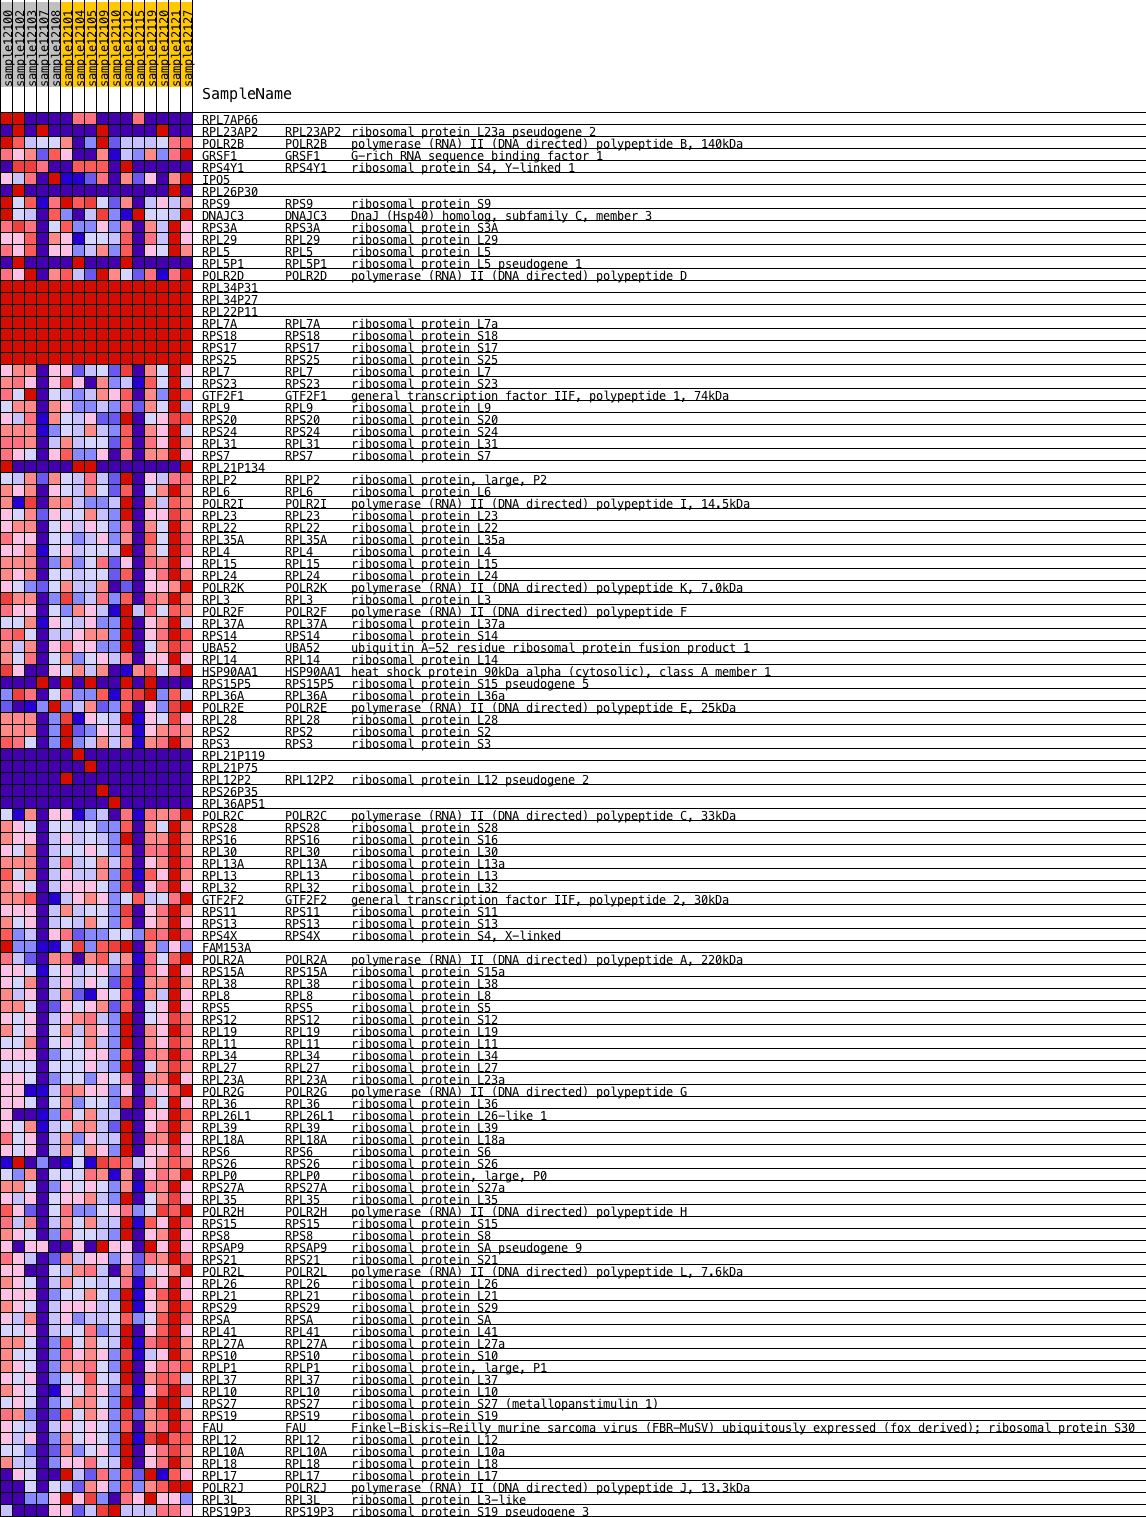 sample12100 sample12102 sample12103 sample12107 sample12108 sample12101 sample12104 sample12105 sample12109 sample12110 sample12112 sample12115 sample12119 sample12120 sample12121 sample12127
SampleName
RPL7AP66
RPL23AP2 RPL23AP2 ribosomal protein L23a pseudogene 2
POLR2B POLR2B polymerase (RNA) II (DNA directed) polypeptide B, 140kDa
GRSF1 GRSF1 G-rich RNA sequence binding factor 1
RPS4Y1 RPS4Y1 ribosomal protein S4, Y-linked 1
IPO5
RPL26P30
RPS9 RPS9 ribosomal protein S9
DNAJC3 DNAJC3 DnaJ (Hsp40) homolog, subfamily C, member 3
RPS3A RPS3A ribosomal protein S3A
RPL29 RPL29 ribosomal protein L29
RPL5 RPL5 ribosomal protein L5
RPL5P1 RPL5P1 ribosomal protein L5 pseudogene 1
POLR2D POLR2D polymerase (RNA) II (DNA directed) polypeptide D
RPL34P31
RPL34P27
RPL22P11
RPL7A RPL7A ribosomal protein L7a
RPS18 RPS18 ribosomal protein S18
RPS17 RPS17 ribosomal protein S17
RPS25 RPS25 ribosomal protein S25
RPL7 RPL7 ribosomal protein L7
RPS23 RPS23 ribosomal protein S23
GTF2F1 GTF2F1 general transcription factor IIF, polypeptide 1, 74kDa
RPL9 RPL9 ribosomal protein L9
RPS20 RPS20 ribosomal protein S20
RPS24 RPS24 ribosomal protein S24
RPL31 RPL31 ribosomal protein L31
RPS7 RPS7 ribosomal protein S7
RPL21P134
RPLP2 RPLP2 ribosomal protein, large, P2
RPL6 RPL6 ribosomal protein L6
POLR2I POLR2I polymerase (RNA) II (DNA directed) polypeptide I, 14.5kDa
RPL23 RPL23 ribosomal protein L23
RPL22 RPL22 ribosomal protein L22
RPL35A RPL35A ribosomal protein L35a
RPL4 RPL4 ribosomal protein L4
RPL15 RPL15 ribosomal protein L15
RPL24 RPL24 ribosomal protein L24
POLR2K POLR2K polymerase (RNA) II (DNA directed) polypeptide K, 7.0kDa
RPL3 RPL3 ribosomal protein L3
POLR2F POLR2F polymerase (RNA) II (DNA directed) polypeptide F
RPL37A RPL37A ribosomal protein L37a
RPS14 RPS14 ribosomal protein S14
UBA52 UBA52 ubiquitin A-52 residue ribosomal protein fusion product 1
RPL14 RPL14 ribosomal protein L14
HSP90AA1 HSP90AA1 heat shock protein 90kDa alpha (cytosolic), class A member 1
RPS15P5 RPS15P5 ribosomal protein S15 pseudogene 5
RPL36A RPL36A ribosomal protein L36a
POLR2E POLR2E polymerase (RNA) II (DNA directed) polypeptide E, 25kDa
RPL28 RPL28 ribosomal protein L28
RPS2 RPS2 ribosomal protein S2
RPS3 RPS3 ribosomal protein S3
RPL21P119
RPL21P75
RPL12P2 RPL12P2 ribosomal protein L12 pseudogene 2
RPS26P35
RPL36AP51
POLR2C POLR2C polymerase (RNA) II (DNA directed) polypeptide C, 33kDa
RPS28 RPS28 ribosomal protein S28
RPS16 RPS16 ribosomal protein S16
RPL30 RPL30 ribosomal protein L30
RPL13A RPL13A ribosomal protein L13a
RPL13 RPL13 ribosomal protein L13
RPL32 RPL32 ribosomal protein L32
GTF2F2 GTF2F2 general transcription factor IIF, polypeptide 2, 30kDa
RPS11 RPS11 ribosomal protein S11
RPS13 RPS13 ribosomal protein S13
RPS4X RPS4X ribosomal protein S4, X-linked
FAM153A
POLR2A POLR2A polymerase (RNA) II (DNA directed) polypeptide A, 220kDa
RPS15A RPS15A ribosomal protein S15a
RPL38 RPL38 ribosomal protein L38
RPL8 RPL8 ribosomal protein L8
RPS5 RPS5 ribosomal protein S5
RPS12 RPS12 ribosomal protein S12
RPL19 RPL19 ribosomal protein L19
RPL11 RPL11 ribosomal protein L11
RPL34 RPL34 ribosomal protein L34
RPL27 RPL27 ribosomal protein L27
RPL23A RPL23A ribosomal protein L23a
POLR2G POLR2G polymerase (RNA) II (DNA directed) polypeptide G
RPL36 RPL36 ribosomal protein L36
RPL26L1 RPL26L1 ribosomal protein L26-like 1
RPL39 RPL39 ribosomal protein L39
RPL18A RPL18A ribosomal protein L18a
RPS6 RPS6 ribosomal protein S6
RPS26 RPS26 ribosomal protein S26
RPLP0 RPLP0 ribosomal protein, large, P0
RPS27A RPS27A ribosomal protein S27a
RPL35 RPL35 ribosomal protein L35
POLR2H POLR2H polymerase (RNA) II (DNA directed) polypeptide H
RPS15 RPS15 ribosomal protein S15
RPS8 RPS8 ribosomal protein S8
RPSAP9 RPSAP9 ribosomal protein SA pseudogene 9
RPS21 RPS21 ribosomal protein S21
POLR2L POLR2L polymerase (RNA) II (DNA directed) polypeptide L, 7.6kDa
RPL26 RPL26 ribosomal protein L26
RPL21 RPL21 ribosomal protein L21
RPS29 RPS29 ribosomal protein S29
RPSA RPSA ribosomal protein SA
RPL41 RPL41 ribosomal protein L41
RPL27A RPL27A ribosomal protein L27a
RPS10 RPS10 ribosomal protein S10
RPLP1 RPLP1 ribosomal protein, large, P1
RPL37 RPL37 ribosomal protein L37
RPL10 RPL10 ribosomal protein L10
RPS27 RPS27 ribosomal protein S27 (metallopanstimulin 1)
RPS19 RPS19 ribosomal protein S19
FAU FAU Finkel-Biskis-Reilly murine sarcoma virus (FBR-MuSV) ubiquitously expressed (fox derived); ribosomal protein S30
RPL12 RPL12 ribosomal protein L12
RPL10A RPL10A ribosomal protein L10a
RPL18 RPL18 ribosomal protein L18
RPL17 RPL17 ribosomal protein L17
POLR2J POLR2J polymerase (RNA) II (DNA directed) polypeptide J, 13.3kDa
RPL3L RPL3L ribosomal protein L3-like
RPS19P3 RPS19P3 ribosomal protein S19 pseudogene 3